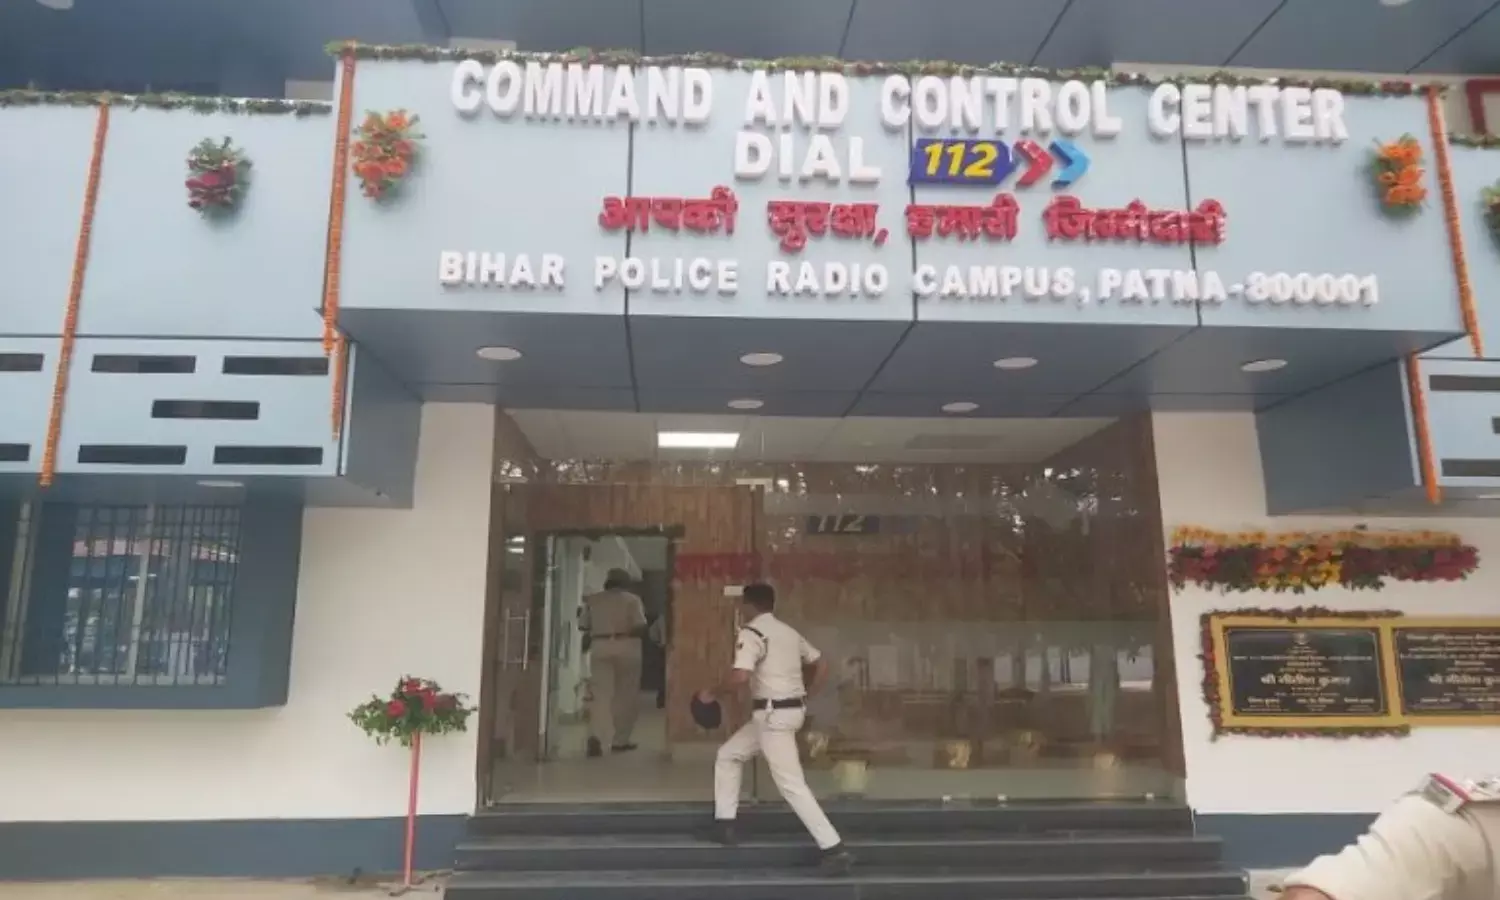 COMMAND AND CONTROL CENTER
DIAL 112
आपकी सुरक्षा, हमारी जिम्मेदारी
BIHAR POLICE RADIO CAMPUS, PATNA-800001
112
श्री नीतीश कुमार
श्री नीतीश कुमार